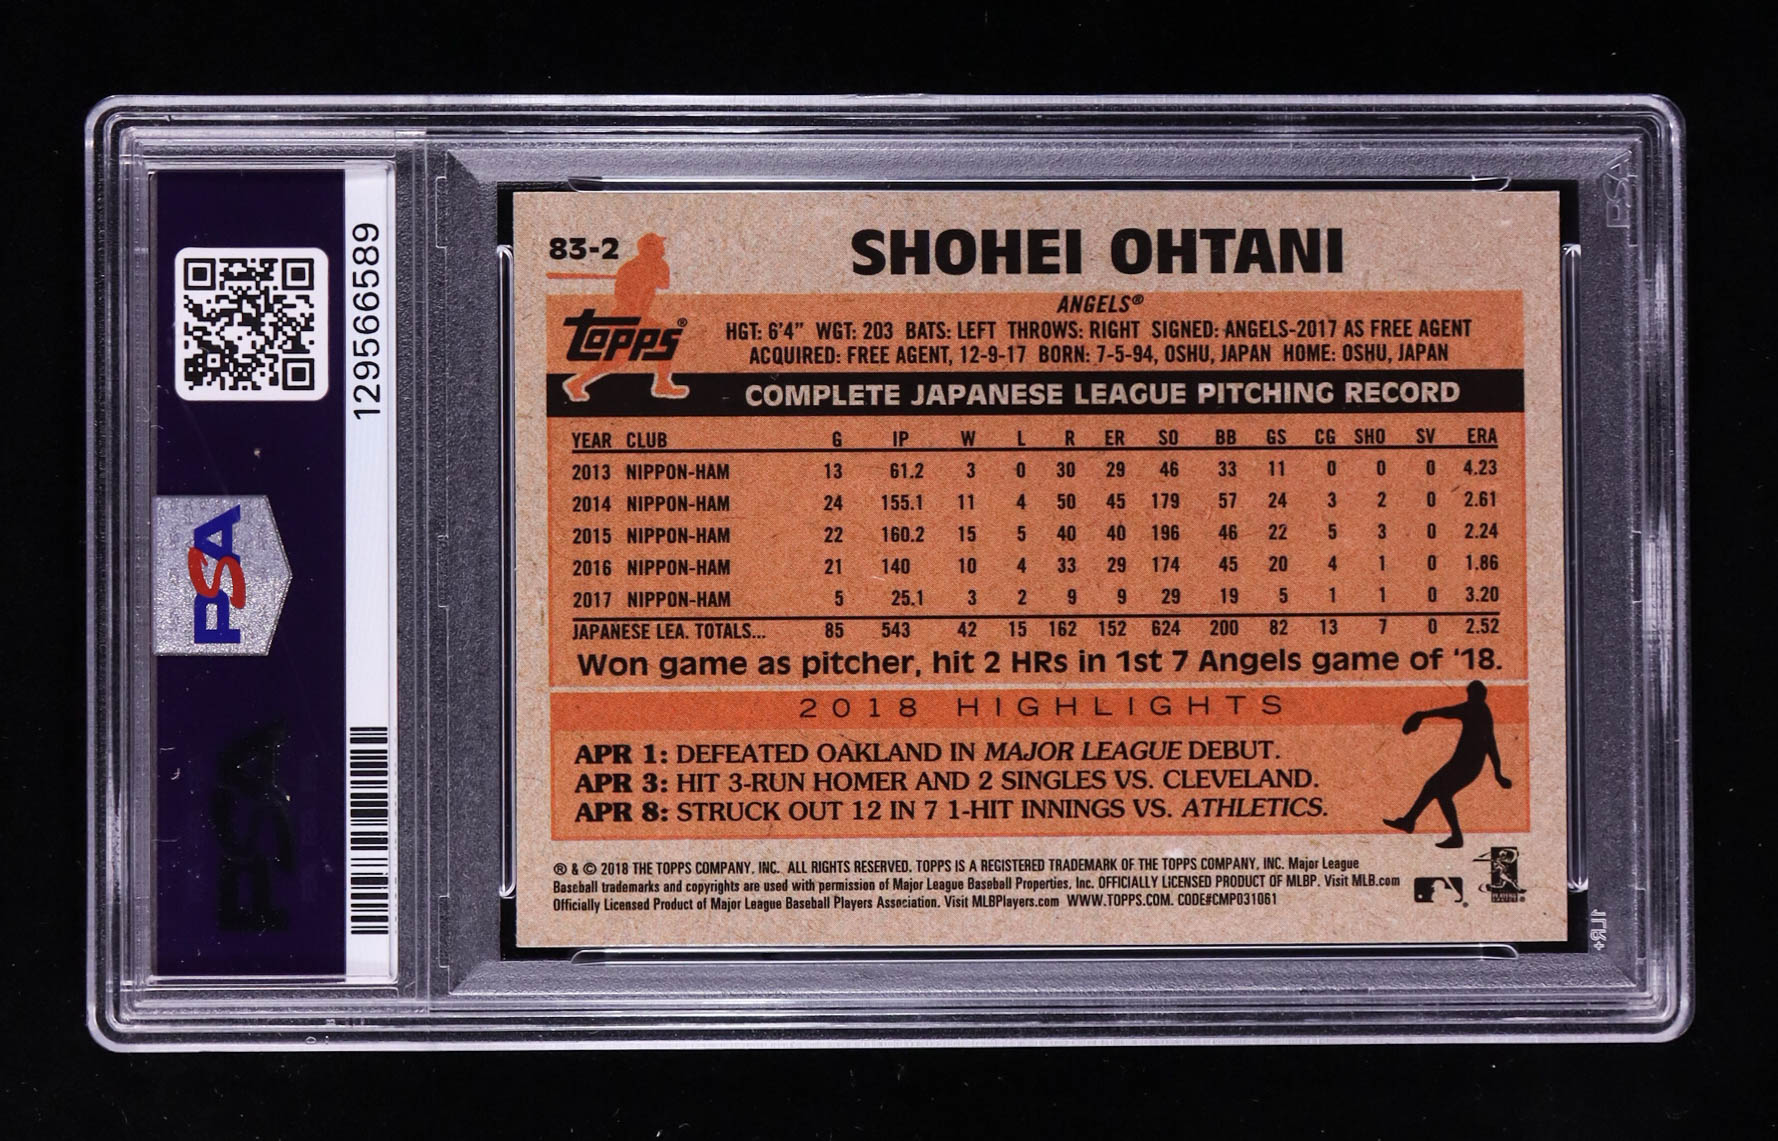 129566589
PSA
PSA
83-2
SHOHEI OHTANI
ANGELS®
topps®
HGT: 6'4" WGT: 203 BATS: LEFT THROWS: RIGHT SIGNED: ANGELS-2017 AS FREE AGENT
ACQUIRED: FREE AGENT, 12-9-17 BORN: 7-5-94, OSHU, JAPAN HOME: OSHU, JAPAN
COMPLETE JAPANESE LEAGUE PITCHING RECORD
YEAR CLUB G IP W L R ER SO BB GS CG SHO SV ERA
2013 NIPPON-HAM 13 61.2 3 0 30 29 46 33 11 0 0 0 4.23
2014 NIPPON-HAM 24 155.1 11 4 50 45 179 57 24 3 2 0 2.61
2015 NIPPON-HAM 22 160.2 15 5 40 40 196 46 22 5 3 0 2.24
2016 NIPPON-HAM 21 140 10 4 33 29 174 45 20 4 1 0 1.86
2017 NIPPON-HAM 5 25.1 3 2 9 9 29 19 5 1 1 0 3.20
JAPANESE LEA. TOTALS... 85 543 42 15 162 152 624 200 82 13 7 0 2.52
Won game as pitcher, hit 2 HRs in 1st 7 Angels game of '18.
2018 HIGHLIGHTS
APR 1: DEFEATED OAKLAND IN MAJOR LEAGUE DEBUT.
APR 3: HIT 3-RUN HOMER AND 2 SINGLES VS. CLEVELAND.
APR 8: STRUCK OUT 12 IN 7 1-HIT INNINGS VS. ATHLETICS.
® & © 2018 THE TOPPS COMPANY, INC. ALL RIGHTS RESERVED. TOPPS IS A REGISTERED TRADEMARK OF THE TOPPS COMPANY, INC. Major League
Baseball trademarks and copyrights are used with permission of Major League Baseball Properties, Inc. OFFICIALLY LICENSED PRODUCT OF MLBP. Visit MLB.com
Officially Licensed Product of Major League Baseball Players Association. Visit MLBPlayers.com WWW.TOPPS.COM. CODE#CMP031061
PSA